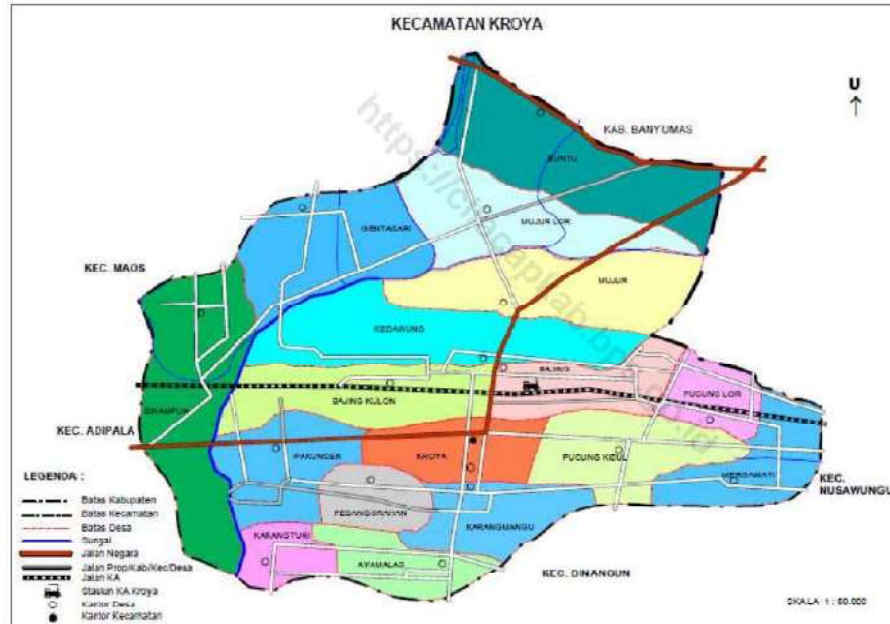 KECAMATAN KROYA
U
KAB. BANYUMAS
BUNTU
MUJUR LOR
GENTASARI
KEC. MAOS
MUJUR
KEDAWUNG
BAJING
PUCUNG LOR
BAJING KULON
SIKAMPUH
KEC. ADIPALA
PAKUNCEN
KROYA
PUCUNG KIDUL
MERGAWATI
KEC. NUSAWUNGU
PESANGGRAHAN
KARANGMANGU
KARANGTURI
AYAMALAS
KEC. BINANGUN
LEGENDA :
Batas Kabupaten
Batas Kecamatan
Batas Desa
Sungai
Jalan Negara
Jalan Prop/Kab/Kec/Desa
Jalan KA
Stasiun KA Kroya
Kantor Desa
Kantor Kecamatan
SKALA 1 : 60.000